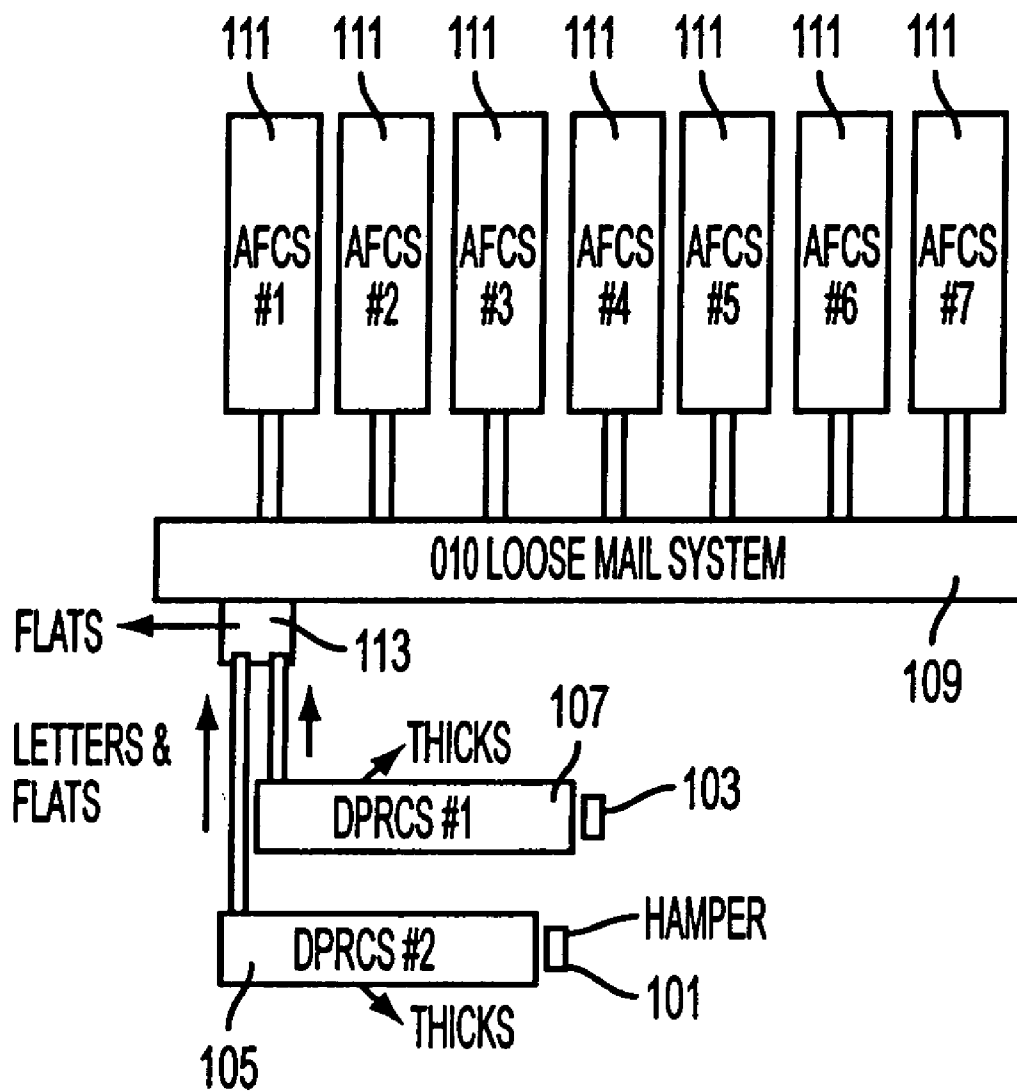 111 111 111 111 111 111 111
AFCS #1
AFCS #2
AFCS #3
AFCS #4
AFCS #5
AFCS #6
AFCS #7
010 LOOSE MAIL SYSTEM
FLATS
113
109
LETTERS &
FLATS
THICKS
107
DPRCS #1
103
DPRCS #2
HAMPER
101
THICKS
105